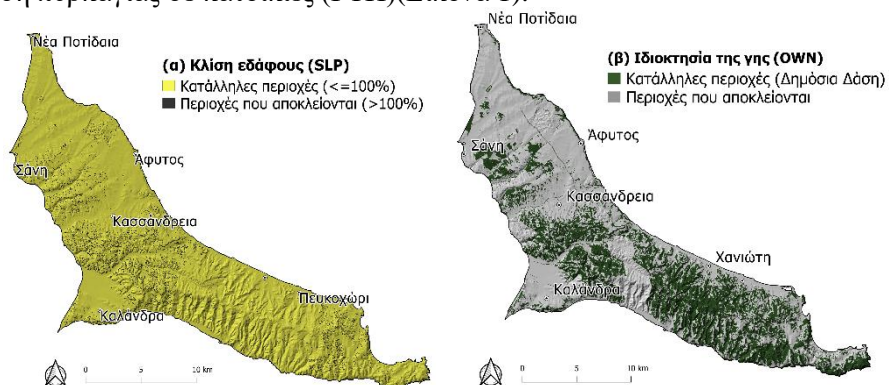 Νέα Ποτίδαια
(α) Κλίση εδάφους (SLP)
Κατάλληλες περιοχές (<=100%)
Περιοχές που αποκλείονται (>100%)
Άφυτος
Σάνη
Κασσάνδρεια
Πευκοχώρι
Καλάνδρα
0 5 10 km
Νέα Ποτίδαια
(β) Ιδιοκτησία της γης (OWN)
Κατάλληλες περιοχές (Δημόσια Δάση)
Περιοχές που αποκλείονται
Άφυτος
Σάνη
Κασσάνδρεια
Χανιώτη
Καλάνδρα
0 5 10 km